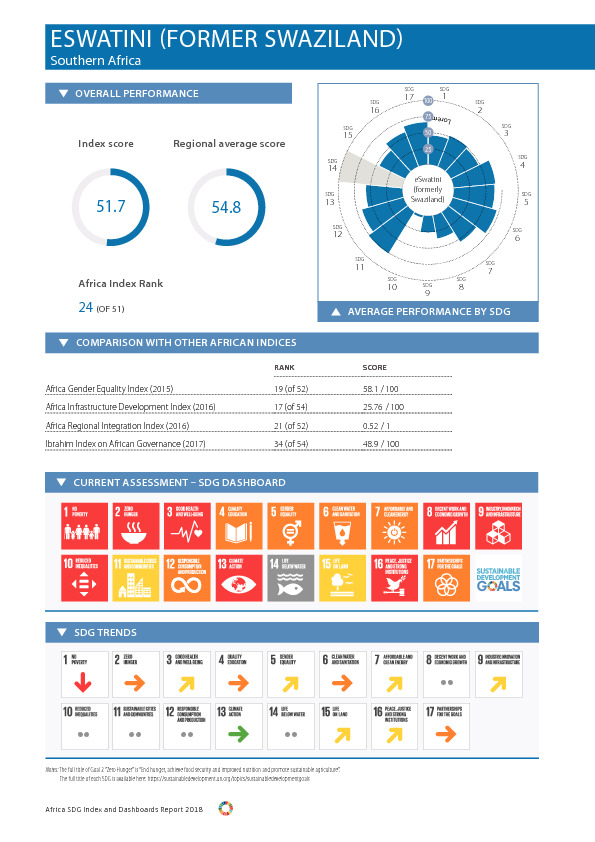 ESWATINI (FORMER SWAZILAND)
Southern Africa
▼ OVERALL PERFORMANCE
Index score
Regional average score
51.7
54.8
Africa Index Rank
24 (OF 51)
SDG 1
SDG 2
SDG 3
SDG 4
SDG 5
SDG 6
SDG 7
SDG 8
SDG 9
SDG 10
SDG 11
SDG 12
SDG 13
SDG 14
SDG 15
SDG 16
SDG 17
100
75
50
25
Lorem
eSwatini
(formerly
Swaziland)
▲ AVERAGE PERFORMANCE BY SDG
▼ COMPARISON WITH OTHER AFRICAN INDICES
RANK SCORE
Africa Gender Equality Index (2015) 19 (of 52) 58.1 / 100
Africa Infrastructure Development Index (2016) 17 (of 54) 25.76 / 100
Africa Regional Integration Index (2016) 21 (of 52) 0.52 / 1
Ibrahim Index on African Governance (2017) 34 (of 54) 48.9 / 100
▼ CURRENT ASSESSMENT – SDG DASHBOARD
1 NO POVERTY
2 ZERO HUNGER
3 GOOD HEALTH AND WELL-BEING
4 QUALITY EDUCATION
5 GENDER EQUALITY
6 CLEAN WATER AND SANITATION
7 AFFORDABLE AND CLEAN ENERGY
8 DECENT WORK AND ECONOMIC GROWTH
9 INDUSTRY, INNOVATION AND INFRASTRUCTURE
10 REDUCED INEQUALITIES
11 SUSTAINABLE CITIES AND COMMUNITIES
12 RESPONSIBLE CONSUMPTION AND PRODUCTION
13 CLIMATE ACTION
14 LIFE BELOW WATER
15 LIFE ON LAND
16 PEACE, JUSTICE AND STRONG INSTITUTIONS
17 PARTNERSHIPS FOR THE GOALS
SUSTAINABLE
DEVELOPMENT
GOALS
▼ SDG TRENDS
1 NO POVERTY
2 ZERO HUNGER
3 GOOD HEALTH AND WELL-BEING
4 QUALITY EDUCATION
5 GENDER EQUALITY
6 CLEAN WATER AND SANITATION
7 AFFORDABLE AND CLEAN ENERGY
8 DECENT WORK AND ECONOMIC GROWTH
9 INDUSTRY, INNOVATION AND INFRASTRUCTURE
10 REDUCED INEQUALITIES
11 SUSTAINABLE CITIES AND COMMUNITIES
12 RESPONSIBLE CONSUMPTION AND PRODUCTION
13 CLIMATE ACTION
14 LIFE BELOW WATER
15 LIFE ON LAND
16 PEACE, JUSTICE AND STRONG INSTITUTIONS
17 PARTNERSHIPS FOR THE GOALS
Notes: The full title of Goal 2 “Zero Hunger” is “End hunger, achieve food security and improved nutrition and promote sustainable agriculture”.
The full title of each SDG is available here: https://sustainabledevelopment.un.org/topics/sustainabledevelopmentgoals
Africa SDG Index and Dashboards Report 2018